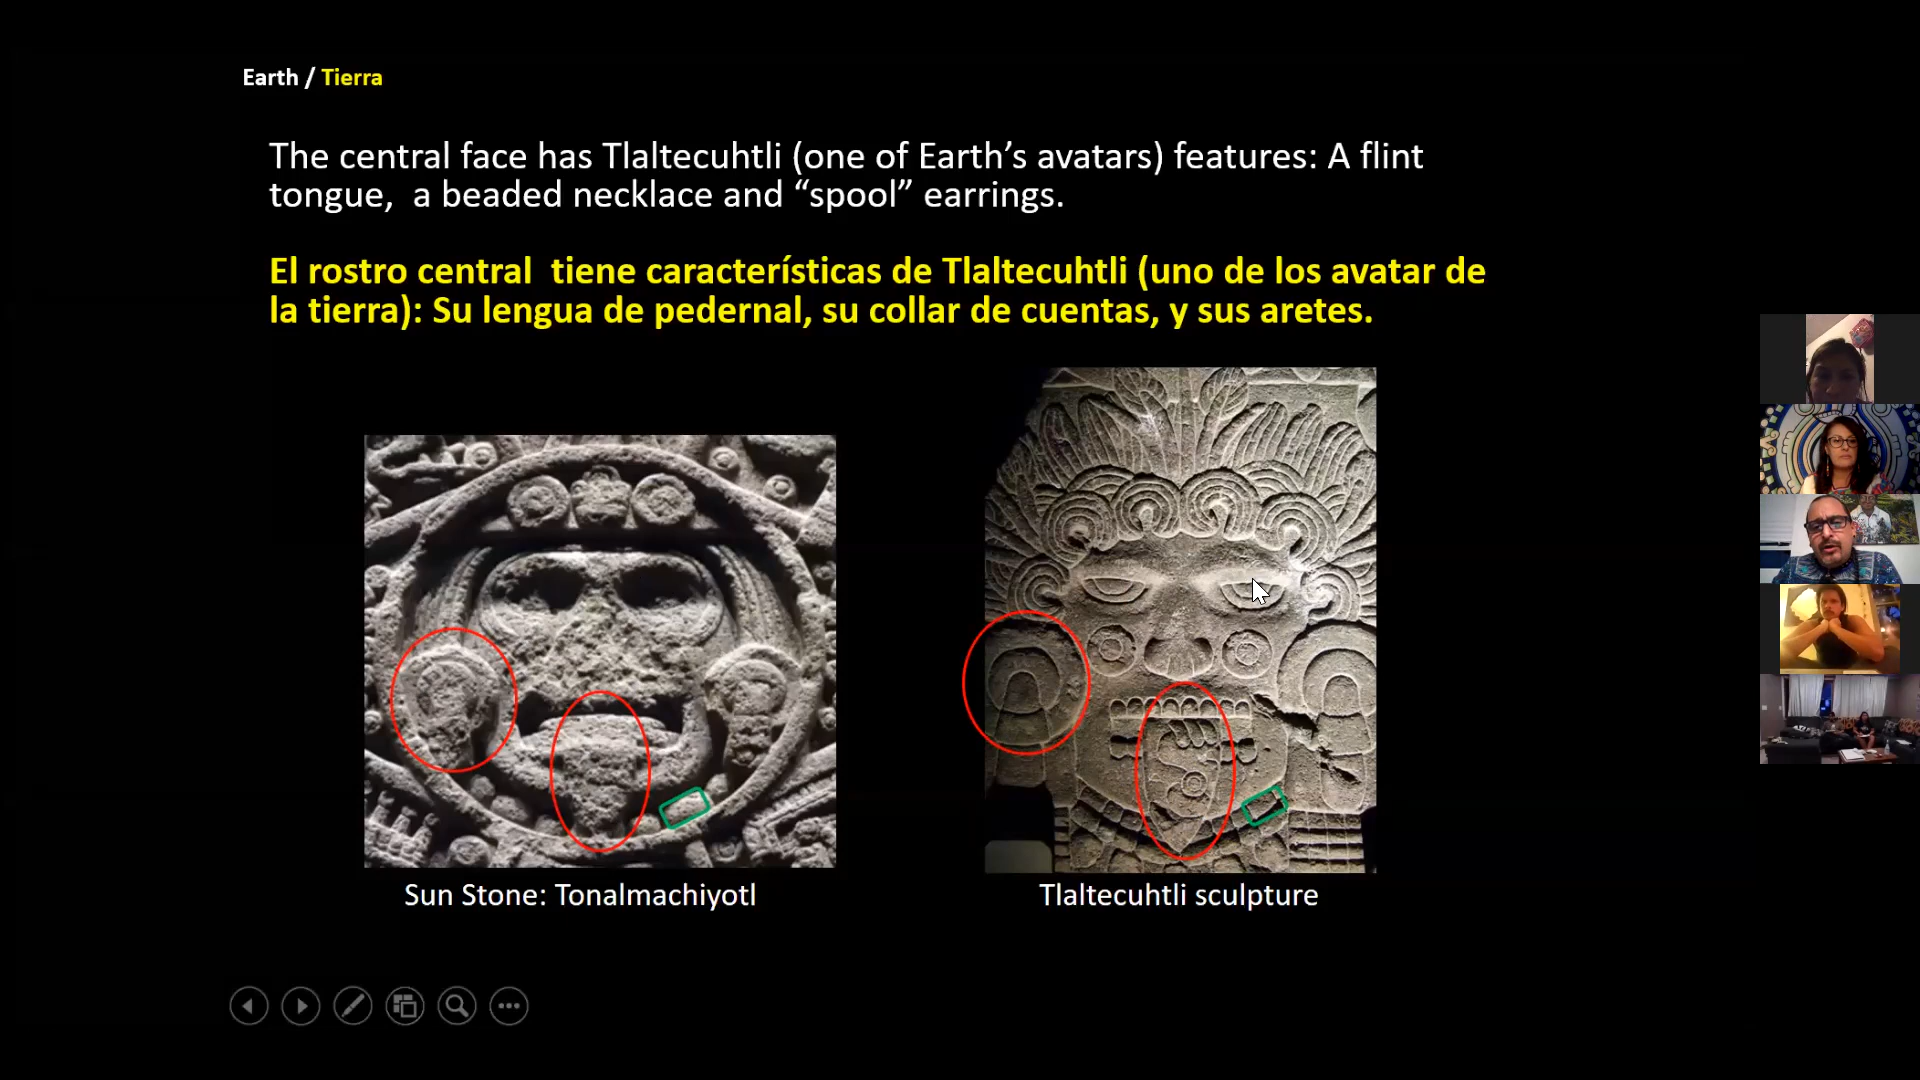 Earth / Tierra
The central face has Tlaltecuhtli (one of Earth’s avatars) features: A flint
tongue,  a beaded necklace and “spool” earrings.
El rostro central  tiene características de Tlaltecuhtli (uno de los avatar de
la tierra): Su lengua de pedernal, su collar de cuentas, y sus aretes.
Sun Stone: Tonalmachiyotl
Tlaltecuhtli sculpture